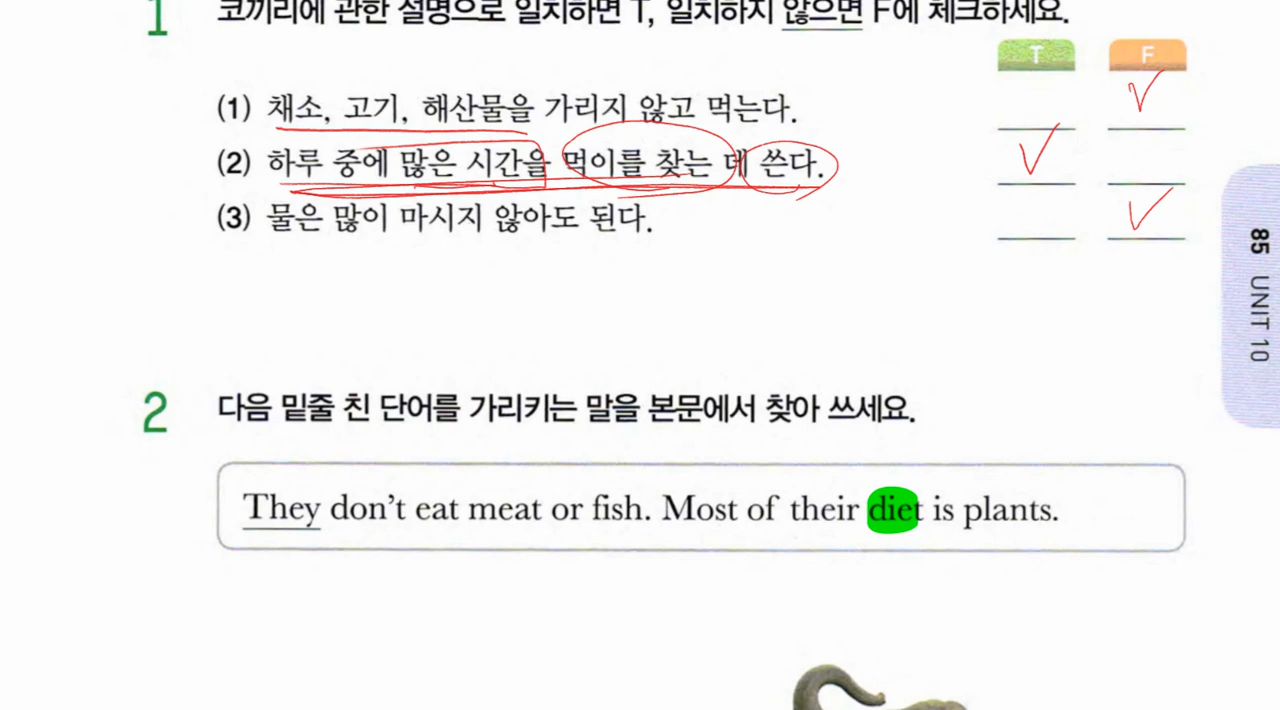 1 코끼리에 관한 설명으로 일치하면 T, 일치하지 않으면 F에 체크하세요.
T F
(1) 채소, 고기, 해산물을 가리지 않고 먹는다.
(2) 하루 중에 많은 시간을 먹이를 찾는 데 쓴다.
(3) 물은 많이 마시지 않아도 된다.
85 UNIT 10
2 다음 밑줄 친 단어를 가리키는 말을 본문에서 찾아 쓰세요.
They don't eat meat or fish. Most of their diet is plants.